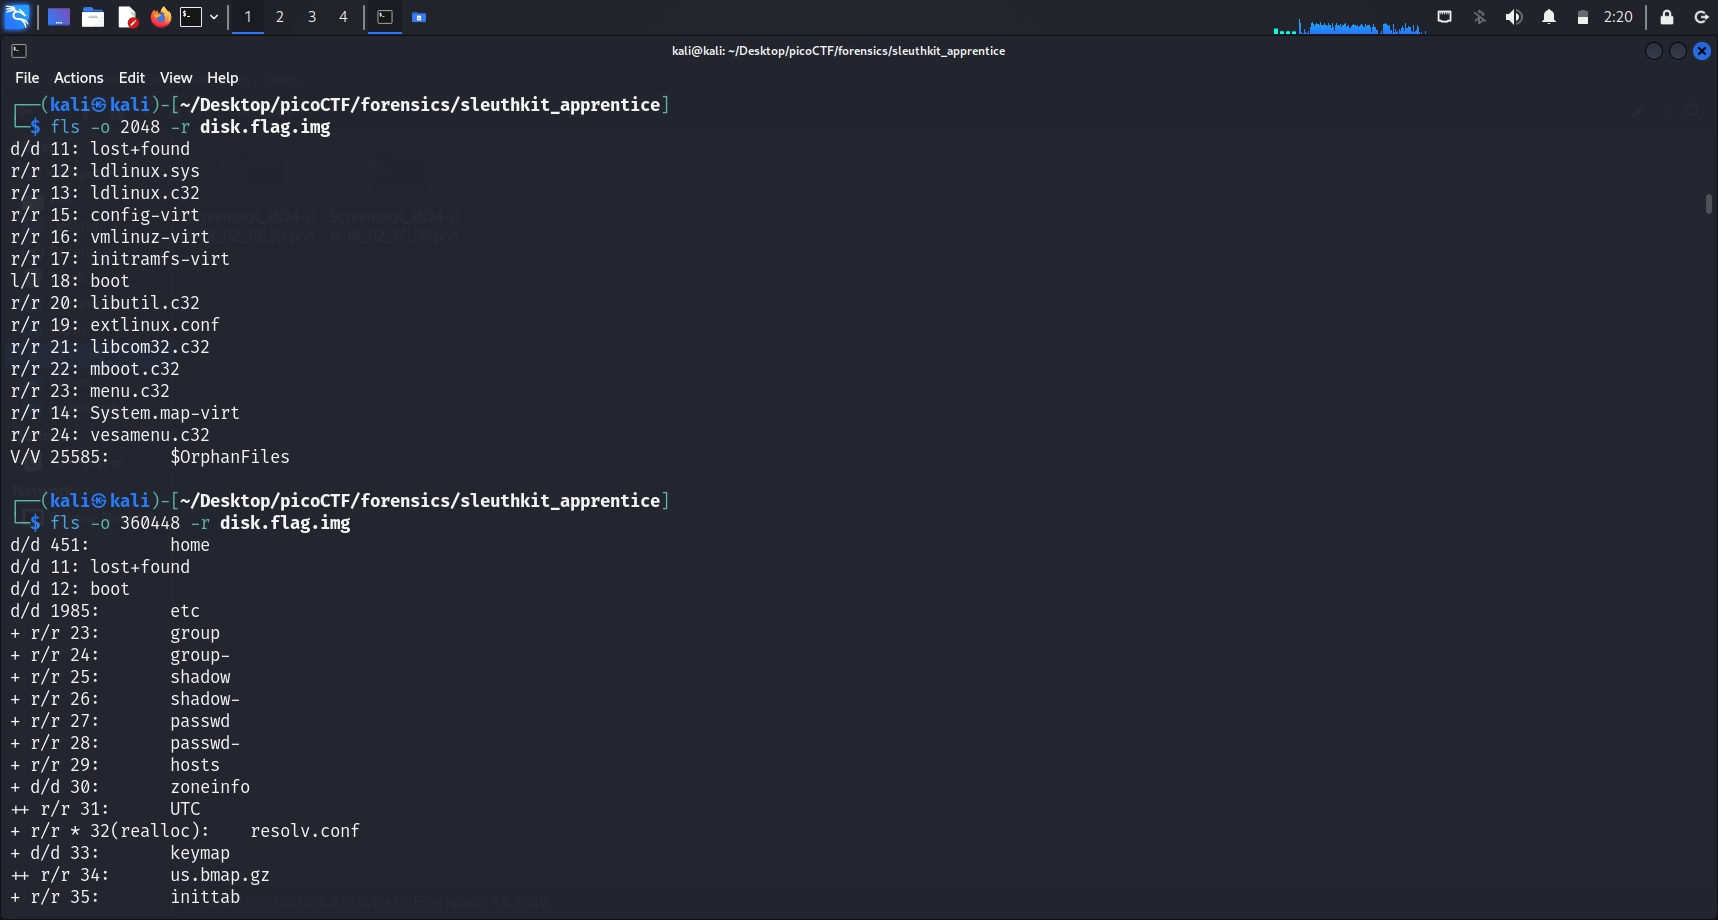 1 2 3 4
2:20
kali@kali: ~/Desktop/picoCTF/forensics/sleuthkit_apprentice
File Actions Edit View Help
┌──(kali㉿kali)-[~/Desktop/picoCTF/forensics/sleuthkit_apprentice]
└─$ fls -o 2048 -r disk.flag.img
d/d 11: lost+found
r/r 12: ldlinux.sys
r/r 13: ldlinux.c32
r/r 15: config-virt
r/r 16: vmlinuz-virt
r/r 17: initramfs-virt
l/l 18: boot
r/r 20: libutil.c32
r/r 19: extlinux.conf
r/r 21: libcom32.c32
r/r 22: mboot.c32
r/r 23: menu.c32
r/r 14: System.map-virt
r/r 24: vesamenu.c32
V/V 25585: $OrphanFiles
┌──(kali㉿kali)-[~/Desktop/picoCTF/forensics/sleuthkit_apprentice]
└─$ fls -o 360448 -r disk.flag.img
d/d 451: home
d/d 11: lost+found
d/d 12: boot
d/d 1985: etc
+ r/r 23: group
+ r/r 24: group-
+ r/r 25: shadow
+ r/r 26: shadow-
+ r/r 27: passwd
+ r/r 28: passwd-
+ r/r 29: hosts
+ d/d 30: zoneinfo
++ r/r 31: UTC
+ r/r * 32(realloc): resolv.conf
+ d/d 33: keymap
++ r/r 34: us.bmap.gz
+ r/r 35: inittab